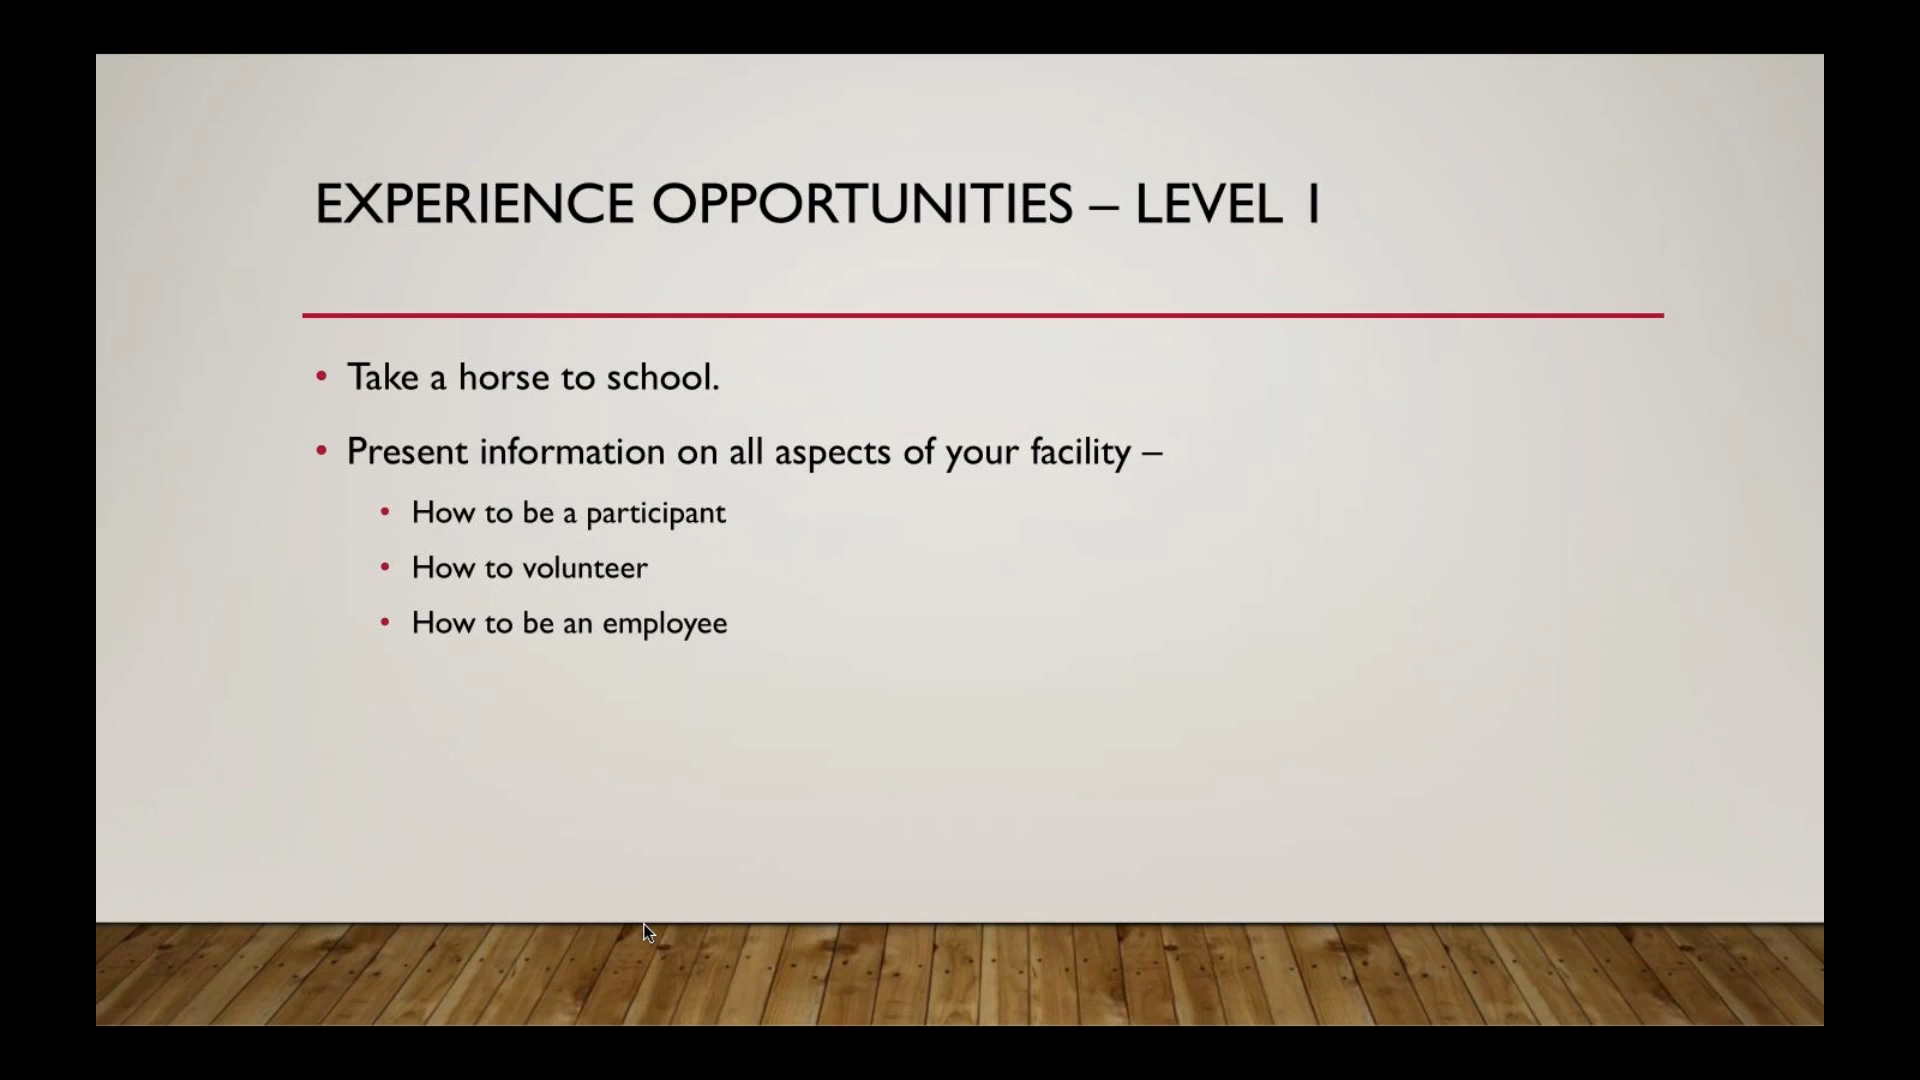 EXPERIENCE OPPORTUNITIES – LEVEL 1
• Take a horse to school.
• Present information on all aspects of your facility –
• How to be a participant
• How to volunteer
• How to be an employee